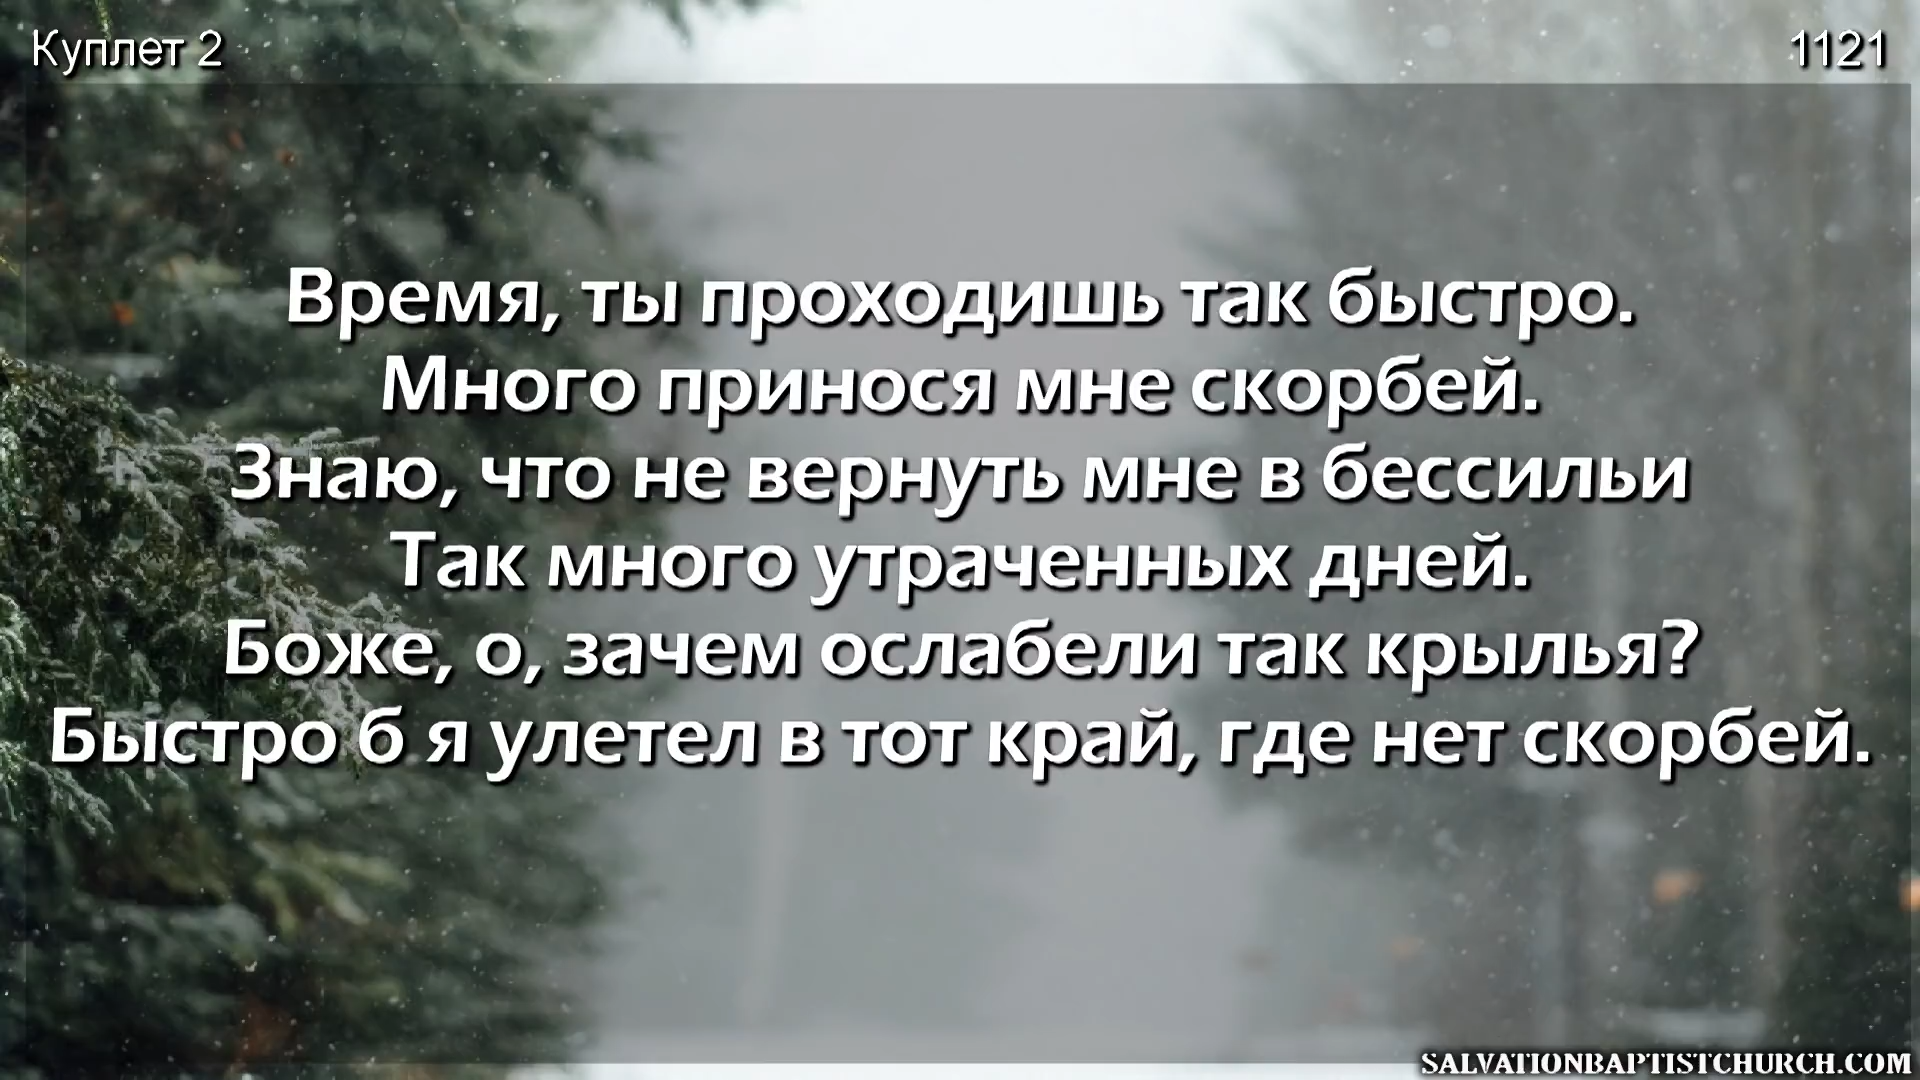 Куплет 2
1121
Время, ты проходишь так быстро.
Много принося мне скорбей.
Знаю, что не вернуть мне в бессильи
Так много утраченных дней.
Боже, о, зачем ослабели так крылья?
Быстро б я улетел в тот край, где нет скорбей.
SALVATIONBAPTISTCHURCH.COM